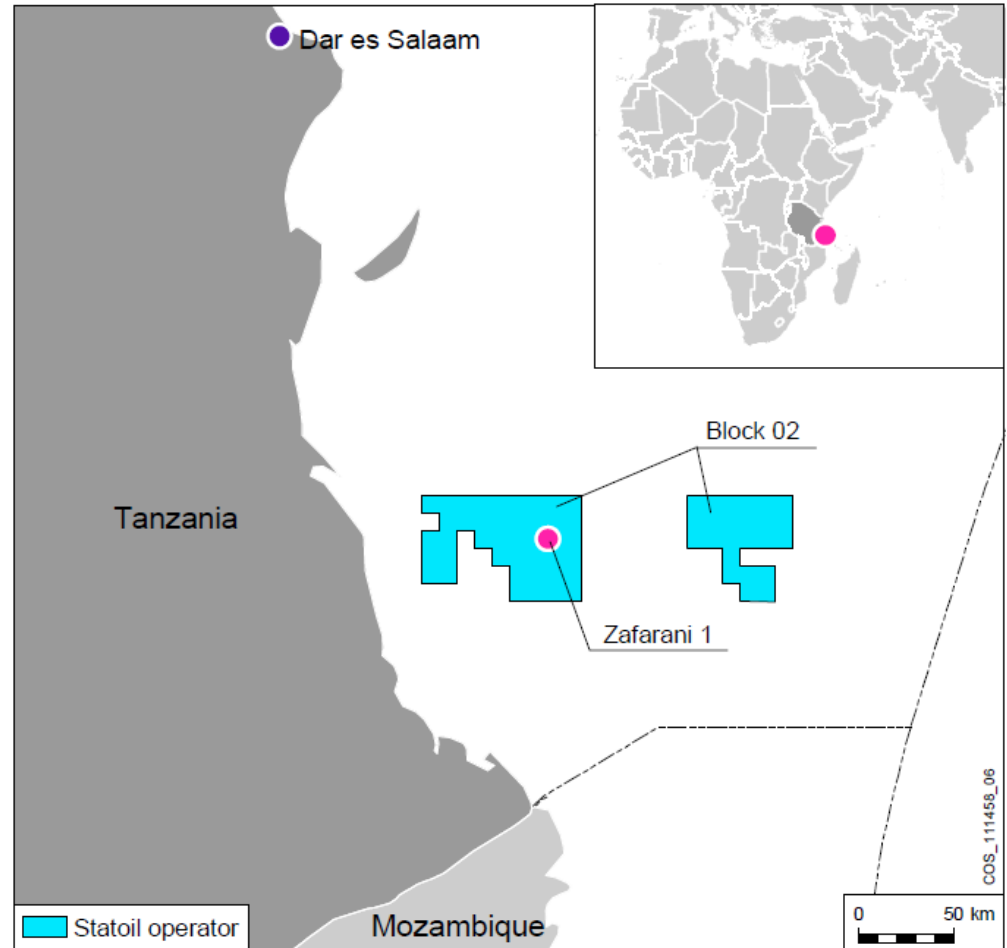 Dar es Salaam
Block 02
Tanzania
Zafarani 1
COS_111458_06
Statoil operator
Mozambique
0 50 km